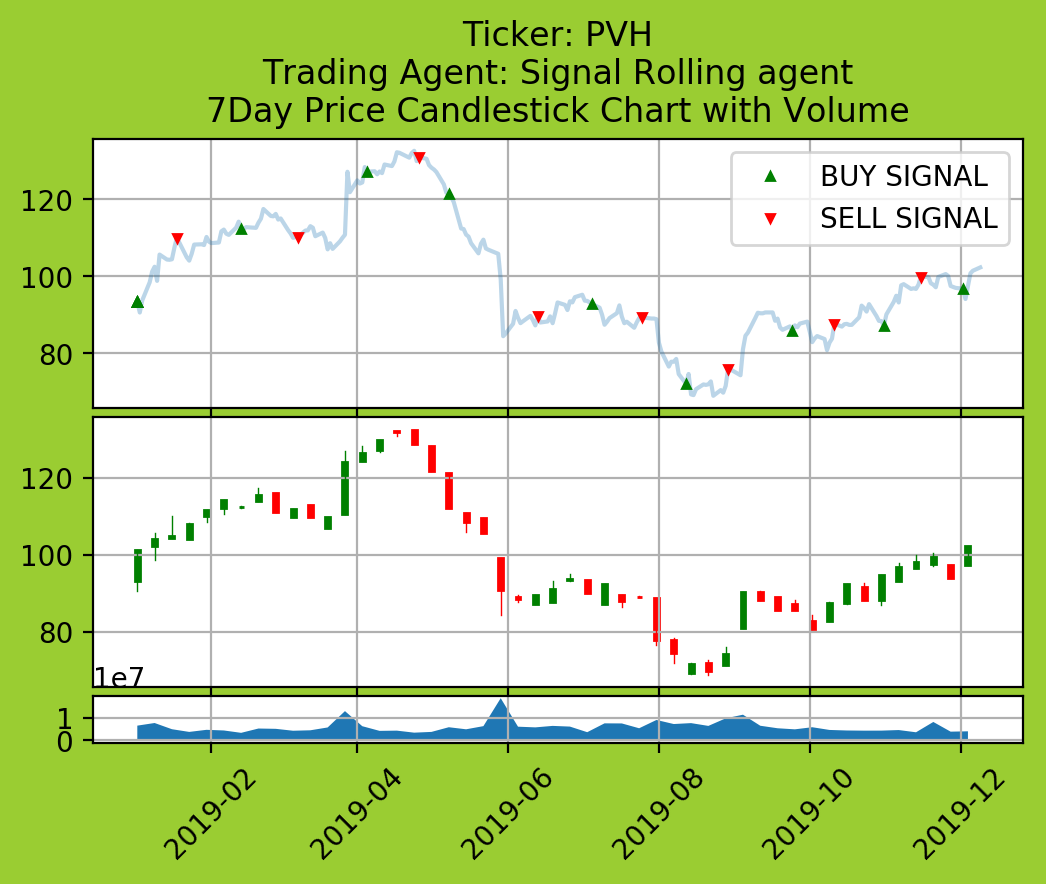 Ticker: PVH
Trading Agent: Signal Rolling agent
7Day Price Candlestick Chart with Volume
BUY SIGNAL
SELL SIGNAL
120
100
80
120
100
80
1e7
1
0
2019-02
2019-04
2019-06
2019-08
2019-10
2019-12